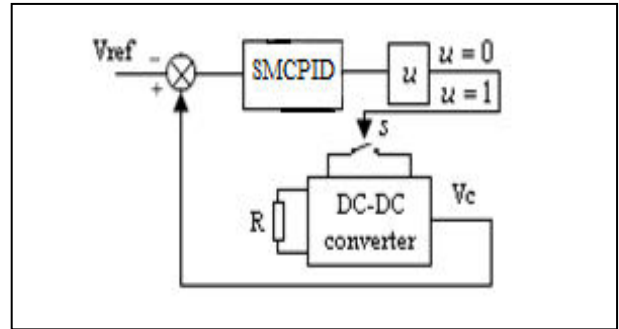 Vref
−
+
SMCPID
u
u = 0
u = 1
s
R
DC-DC
converter
Vc